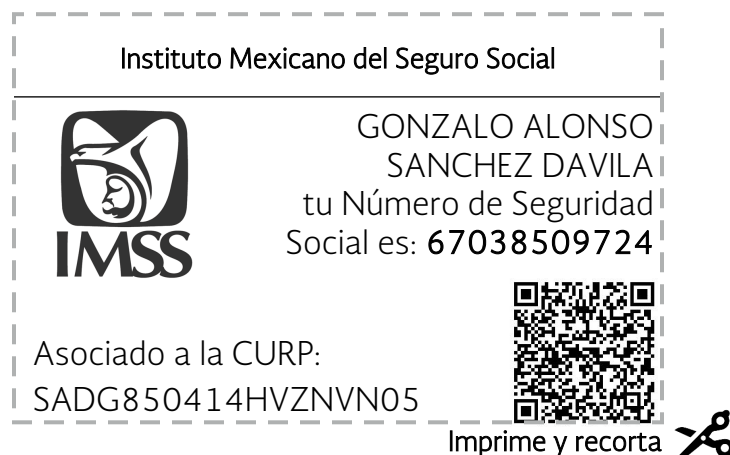 Instituto Mexicano del Seguro Social
GONZALO ALONSO
SANCHEZ DAVILA
tu Número de Seguridad
Social es: 67038509724
IMSS
Asociado a la CURP:
SADG850414HVZNVN05
Imprime y recorta